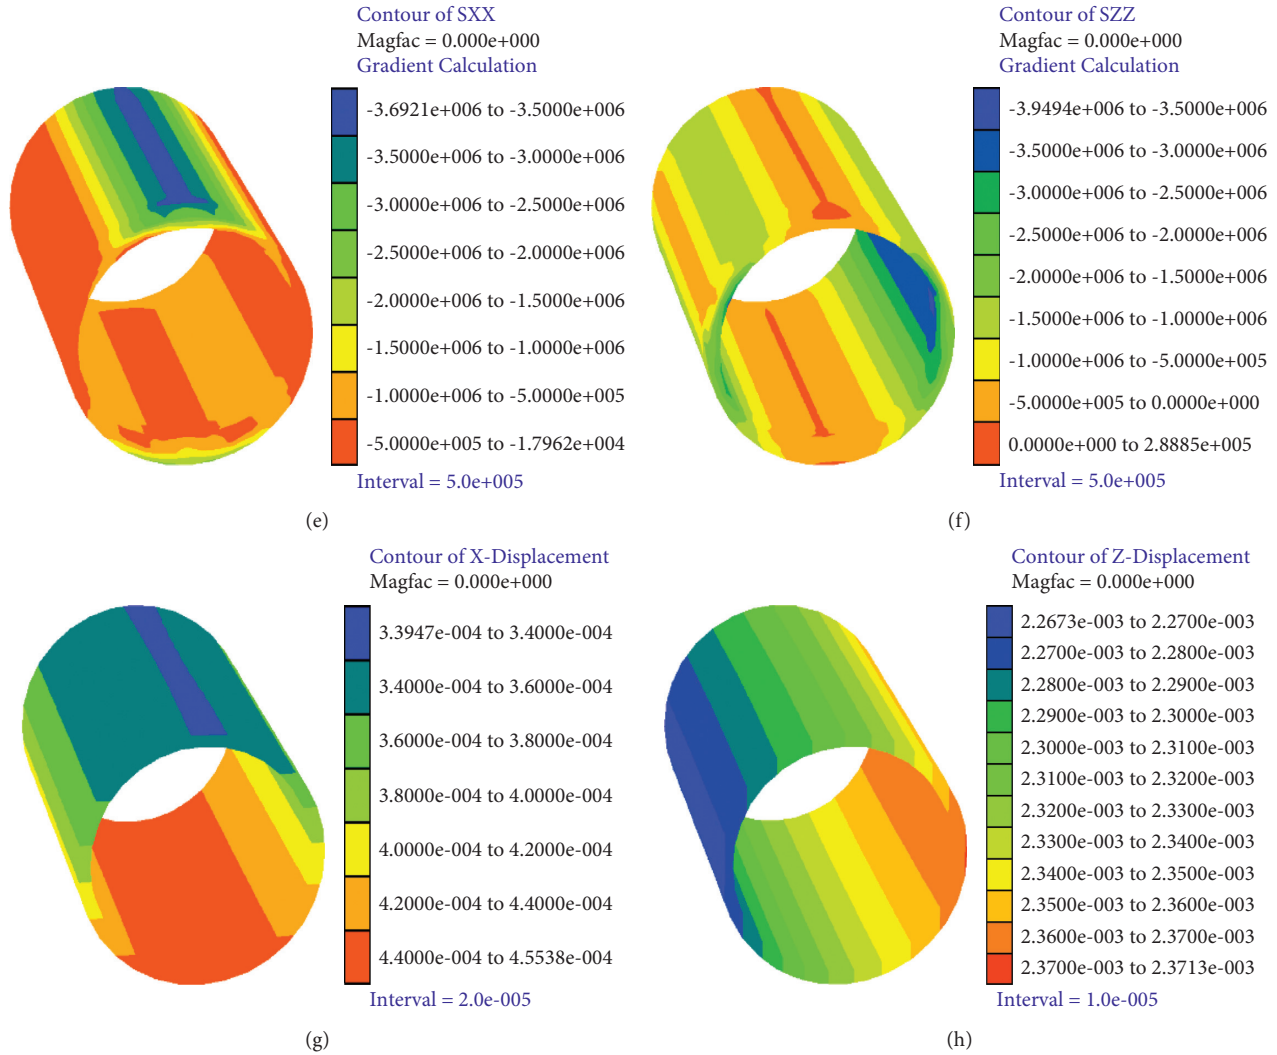 Contour of SXX
Magfac = 0.000e+000
Gradient Calculation
-3.6921e+006 to -3.5000e+006
-3.5000e+006 to -3.0000e+006
-3.0000e+006 to -2.5000e+006
-2.5000e+006 to -2.0000e+006
-2.0000e+006 to -1.5000e+006
-1.5000e+006 to -1.0000e+006
-1.0000e+006 to -5.0000e+005
-5.0000e+005 to -1.7962e+004
Interval = 5.0e+005
(e)
Contour of SZZ
Magfac = 0.000e+000
Gradient Calculation
-3.9494e+006 to -3.5000e+006
-3.5000e+006 to -3.0000e+006
-3.0000e+006 to -2.5000e+006
-2.5000e+006 to -2.0000e+006
-2.0000e+006 to -1.5000e+006
-1.5000e+006 to -1.0000e+006
-1.0000e+006 to -5.0000e+005
-5.0000e+005 to 0.0000e+000
0.0000e+000 to 2.8885e+005
Interval = 5.0e+005
(f)
Contour of X-Displacement
Magfac = 0.000e+000
3.3947e-004 to 3.4000e-004
3.4000e-004 to 3.6000e-004
3.6000e-004 to 3.8000e-004
3.8000e-004 to 4.0000e-004
4.0000e-004 to 4.2000e-004
4.2000e-004 to 4.4000e-004
4.4000e-004 to 4.5538e-004
Interval = 2.0e-005
(g)
Contour of Z-Displacement
Magfac = 0.000e+000
2.2673e-003 to 2.2700e-003
2.2700e-003 to 2.2800e-003
2.2800e-003 to 2.2900e-003
2.2900e-003 to 2.3000e-003
2.3000e-003 to 2.3100e-003
2.3100e-003 to 2.3200e-003
2.3200e-003 to 2.3300e-003
2.3300e-003 to 2.3400e-003
2.3400e-003 to 2.3500e-003
2.3500e-003 to 2.3600e-003
2.3600e-003 to 2.3700e-003
2.3700e-003 to 2.3713e-003
Interval = 1.0e-005
(h)